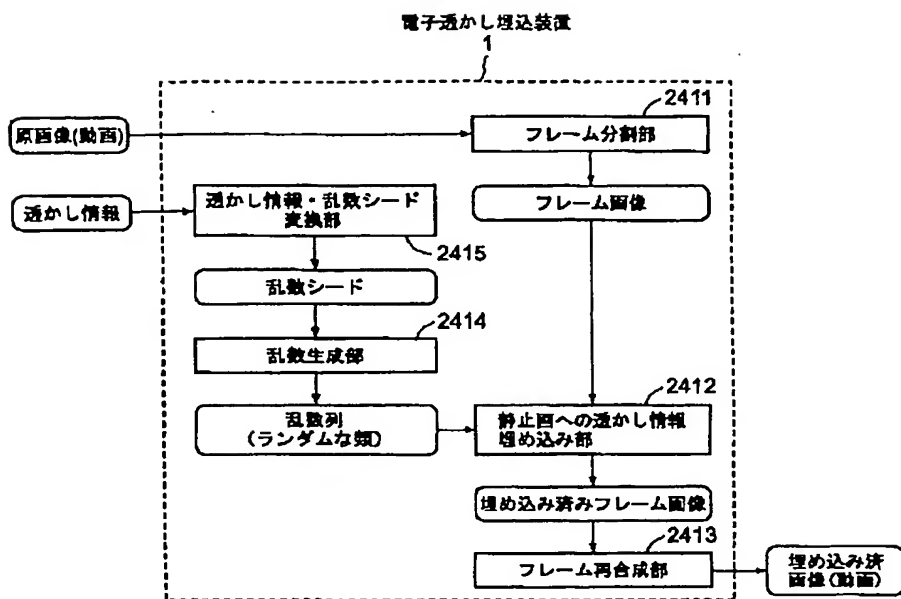 電子透かし埋込装置
1
2411
原画像(動画)
フレーム分割部
透かし情報
透かし情報・乱数シード
変換部
フレーム画像
2415
乱数シード
2414
乱数生成部
2412
乱数列
(ランダムな類)
静止画への透かし情報
埋め込み部
埋め込み済みフレーム画像
2413
フレーム再合成部
埋め込み済
画像(動画)